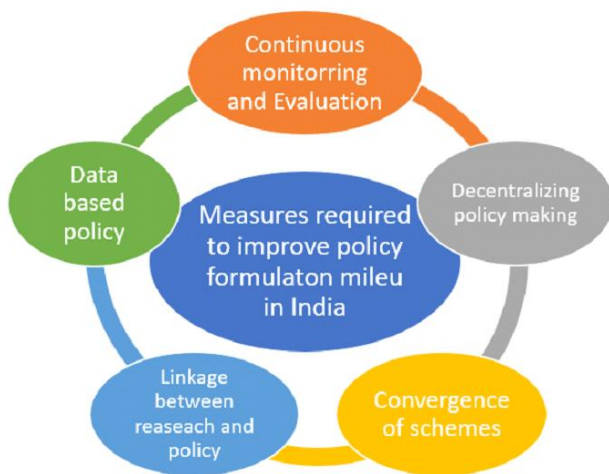 Continuous
monitorring
and Evaluation
Data
based
policy
Decentralizing
policy making
Measures required
to improve policy
formulaton mileu
in India
Linkage
between
reaseach and
policy
Convergence
of schemes